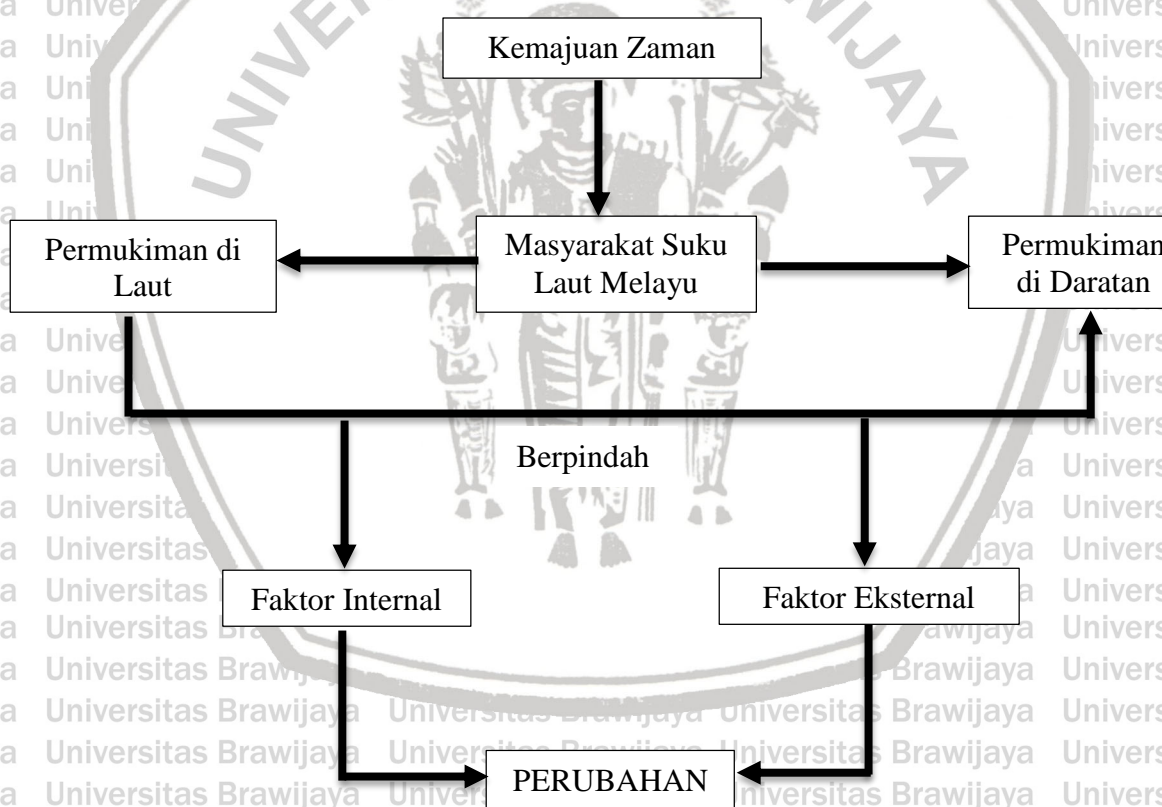 Kemajuan Zaman
Permukiman di
Laut
Masyarakat Suku
Laut Melayu
Permukiman
di Daratan
Berpindah
Faktor Internal
Faktor Eksternal
PERUBAHAN